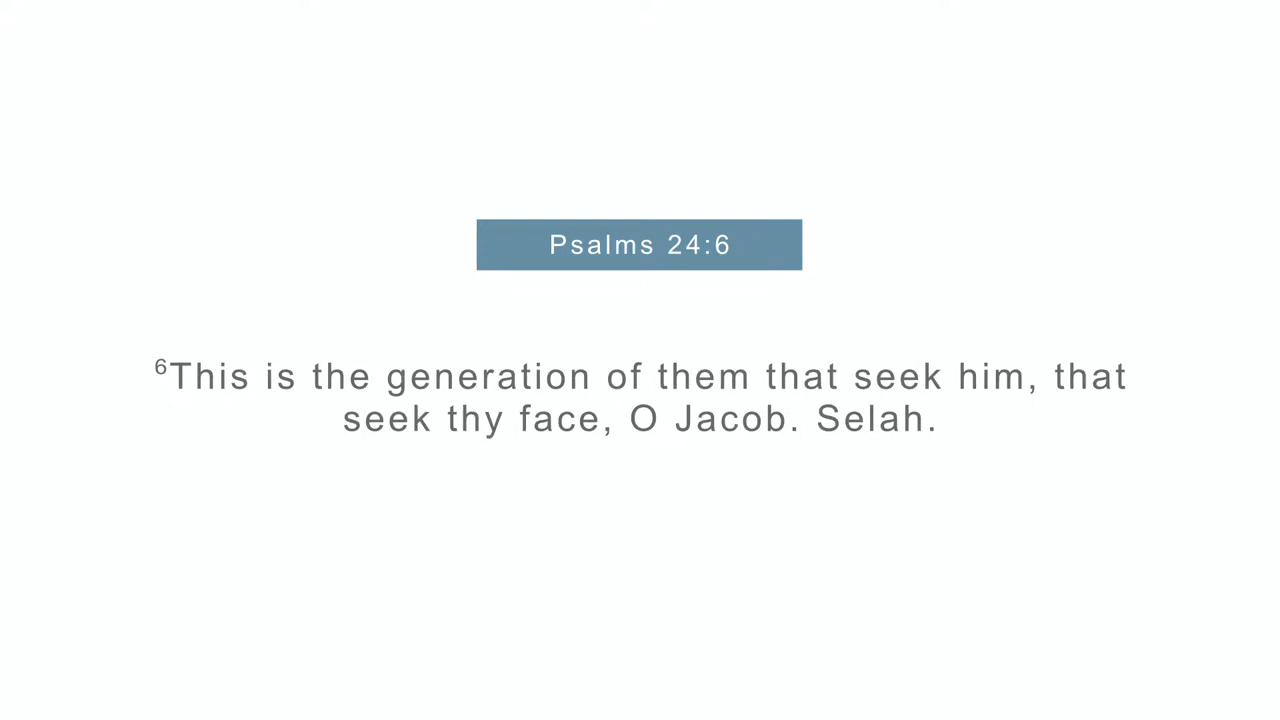 Psalms 24:6
⁶This is the generation of them that seek him, that
seek thy face, O Jacob. Selah.